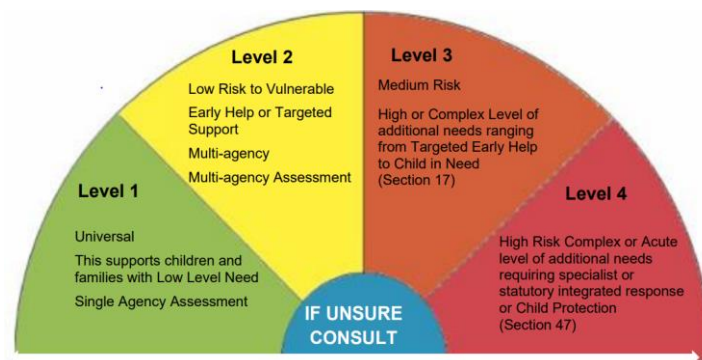 Level 1
Universal
This supports children and
families with Low Level Need
Single Agency Assessment
Level 2
Low Risk to Vulnerable
Early Help or Targeted
Support
Multi-agency
Multi-agency Assessment
Level 3
Medium Risk
High or Complex Level of
additional needs ranging
from Targeted Early Help
to Child in Need
(Section 17)
Level 4
High Risk Complex or Acute
level of additional needs
requiring specialist or
statutory integrated response
or Child Protection
(Section 47)
IF UNSURE
CONSULT